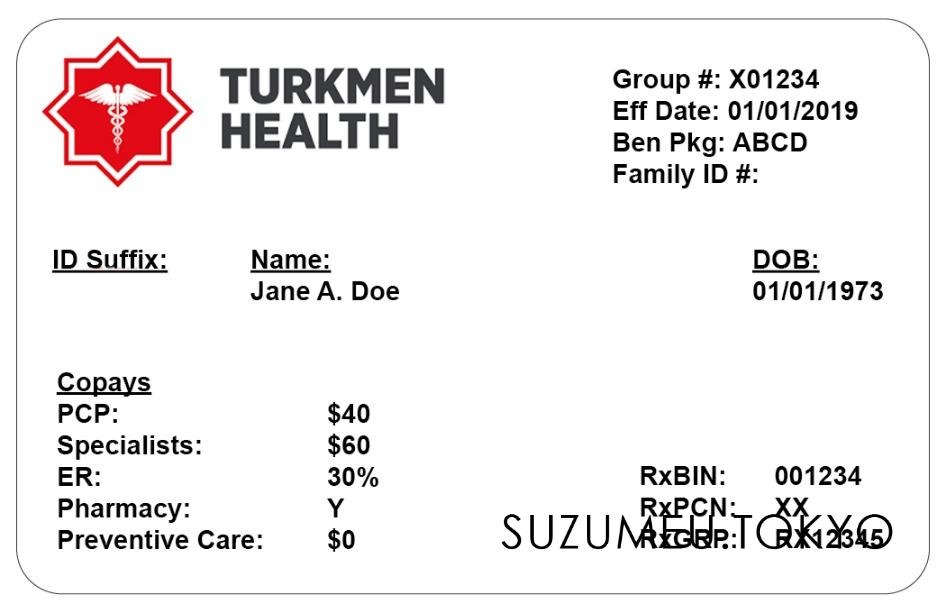 TURKMEN
HEALTH
Group #: X01234
Eff Date: 01/01/2019
Ben Pkg: ABCD
Family ID #:
ID Suffix:
Name:
DOB:
Jane A. Doe
01/01/1973
Copays
PCP: $40
Specialists: $60
ER: 30%
Pharmacy: Y
Preventive Care: $0
RxBIN: 001234
RxPCN: XX
RxGRP: RX12345
SUZUMEU.TOKYO